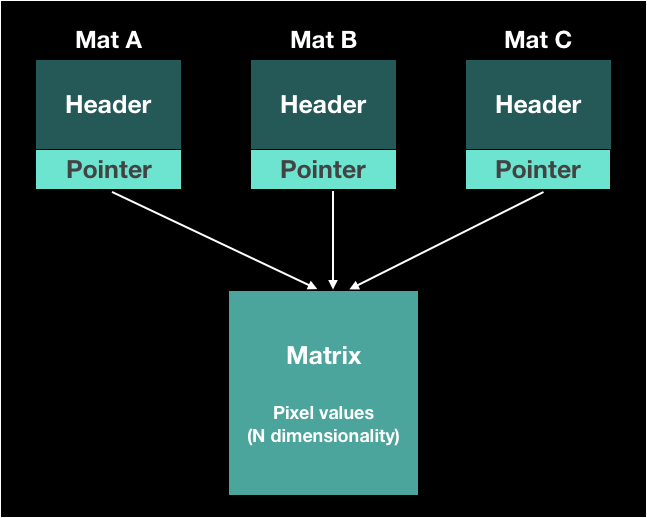 Mat A
Mat B
Mat C
Header
Header
Header
Pointer
Pointer
Pointer
Matrix
Pixel values
(N dimensionality)